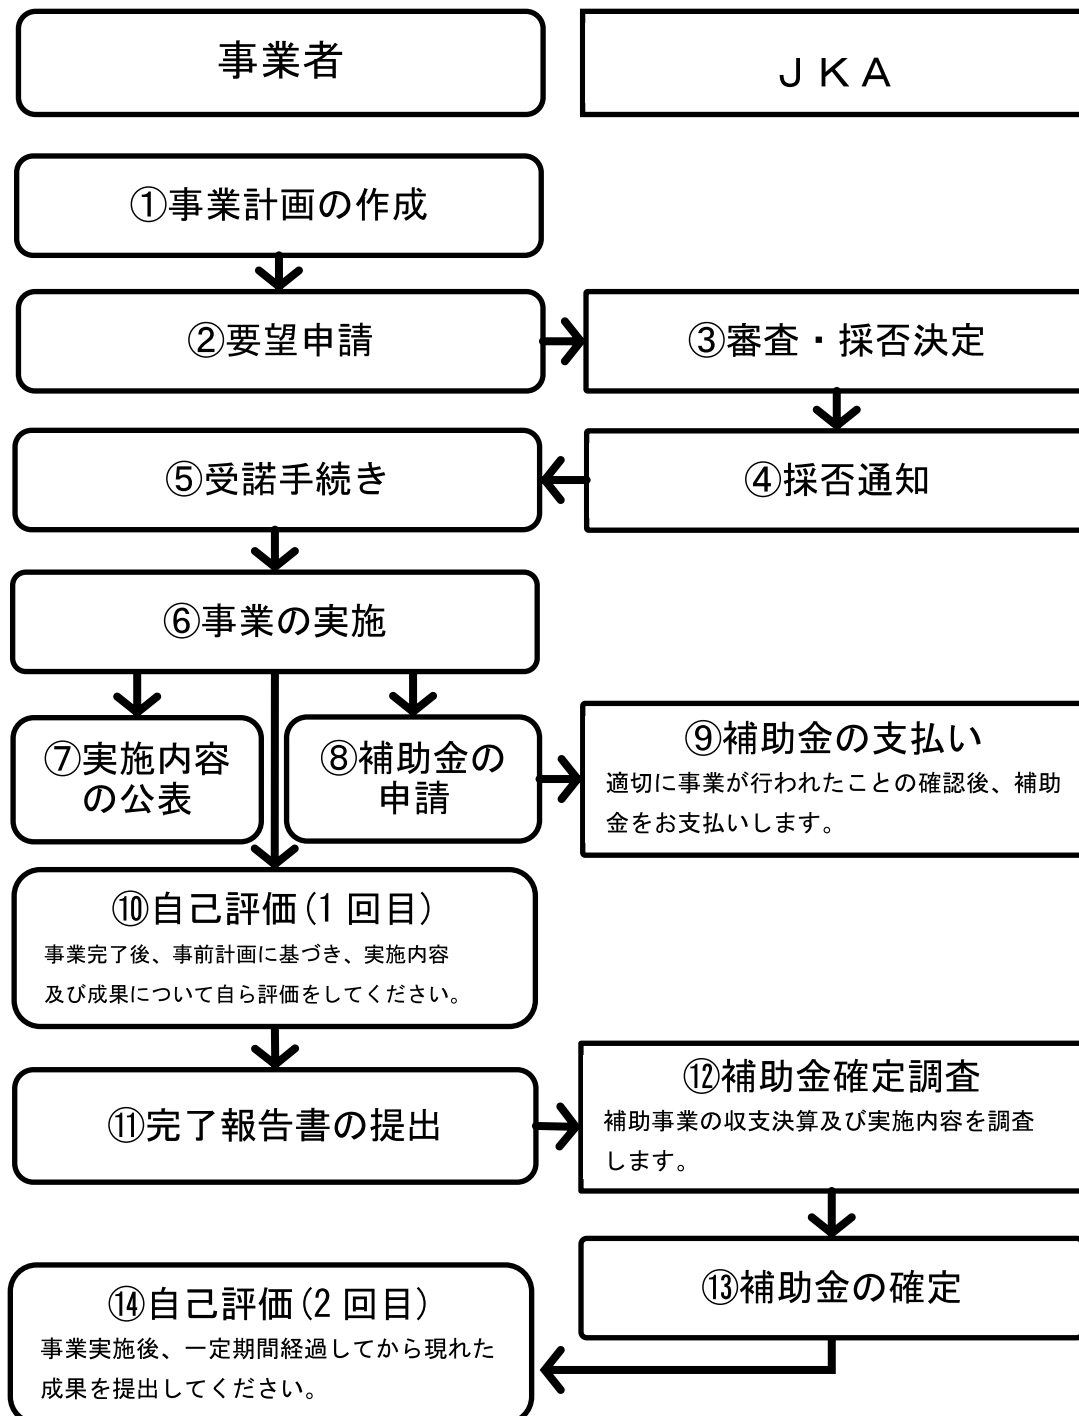 事業者
ＪＫＡ
①事業計画の作成
②要望申請
③審査・採否決定
④採否通知
⑤受諾手続き
⑥事業の実施
⑦実施内容
の公表
⑧補助金の
申請
⑨補助金の支払い
適切に事業が行われたことの確認後、補助
金をお支払いします。
⑩自己評価(1 回目)
事業完了後、事前計画に基づき、実施内容
及び成果について自ら評価をしてください。
⑪完了報告書の提出
⑫補助金確定調査
補助事業の収支決算及び実施内容を調査
します。
⑬補助金の確定
⑭自己評価(2 回目)
事業実施後、一定期間経過してから現れた
成果を提出してください。